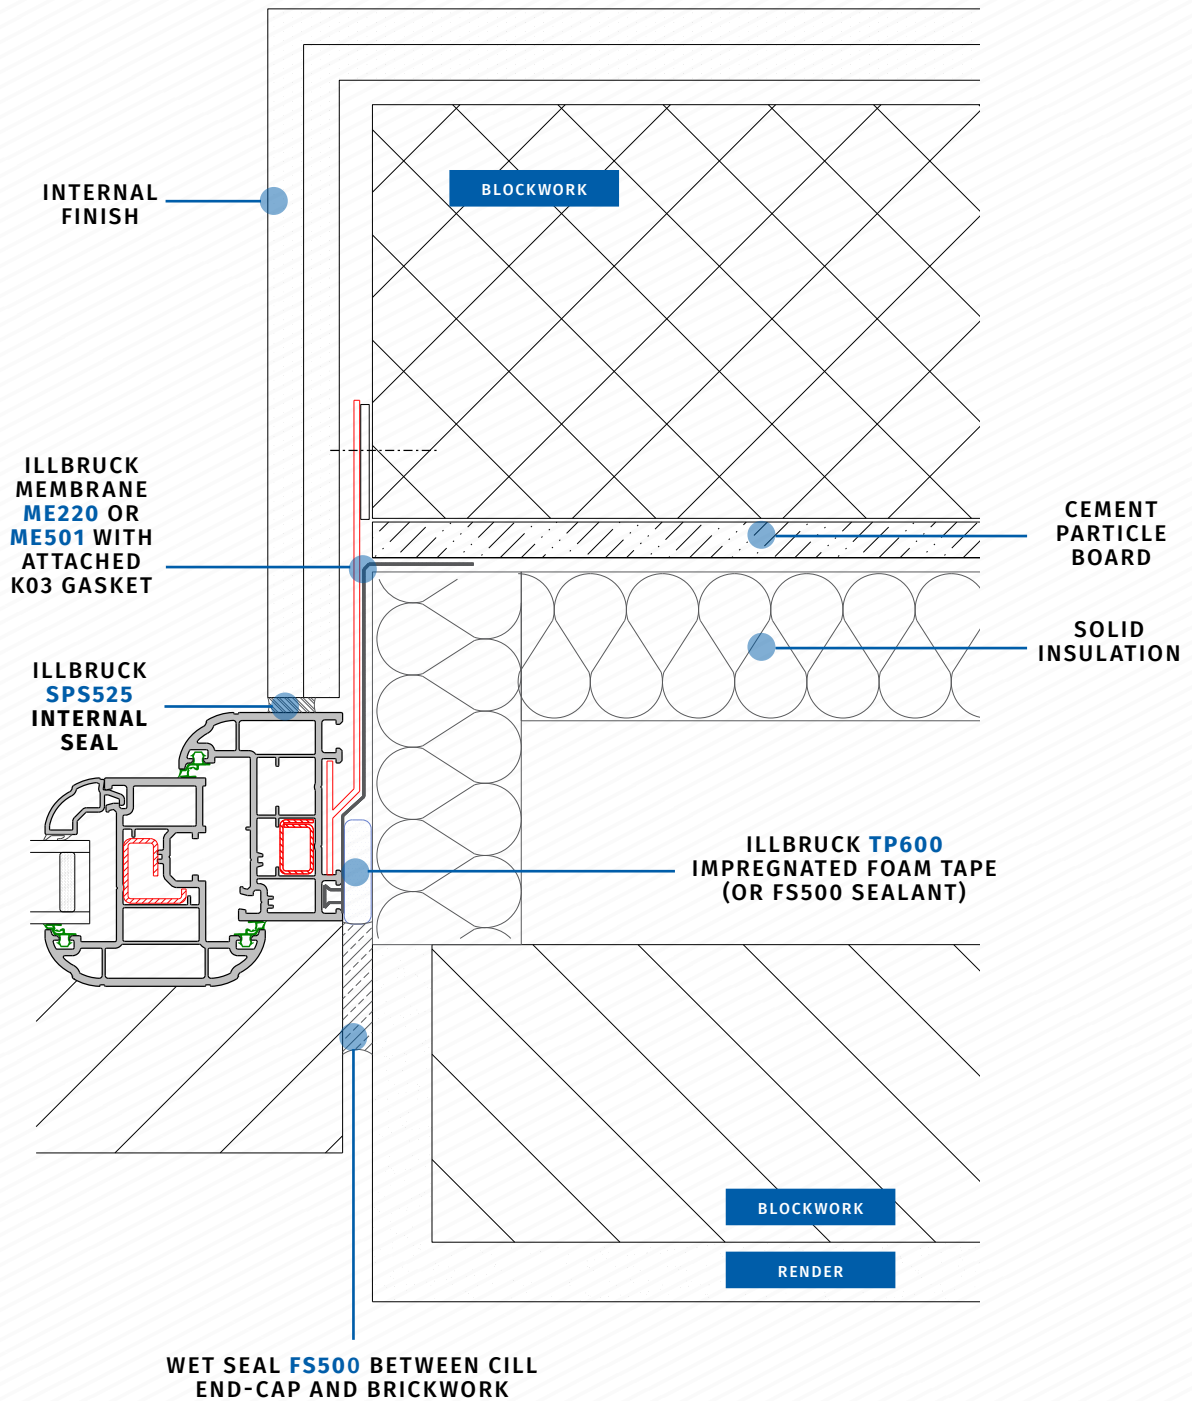 BLOCKWORK
INTERNAL
FINISH
ILLBRUCK
MEMBRANE
ME220 OR
ME501 WITH
ATTACHED
K03 GASKET
CEMENT
PARTICLE
BOARD
SOLID
INSULATION
ILLBRUCK
SPS525
INTERNAL
SEAL
ILLBRUCK TP600
IMPREGNATED FOAM TAPE
(OR FS500 SEALANT)
BLOCKWORK
RENDER
WET SEAL FS500 BETWEEN CILL
END-CAP AND BRICKWORK